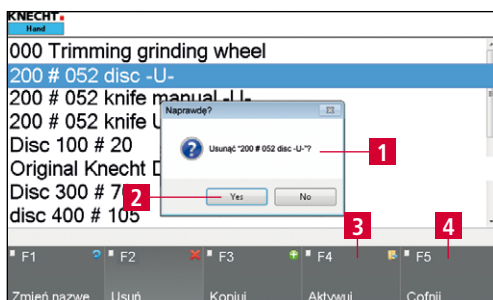 KNECHT.
Hand
000 Trimming grinding wheel
200 # 052 disc -U-
200 # 052 knife manual -U-
200 # 052 knife U
Naprawdę?
Disc 100 # 20
Usunąć "200 # 052 disc -U-"?
1
Original Knecht D
Disc 300 # 7
2
Yes
No
disc 400 # 105
3
4
F1
F2
F3
F4
F5
Zmień nazwę
Usuń
Kopiuj
Aktywuj
Cofnij